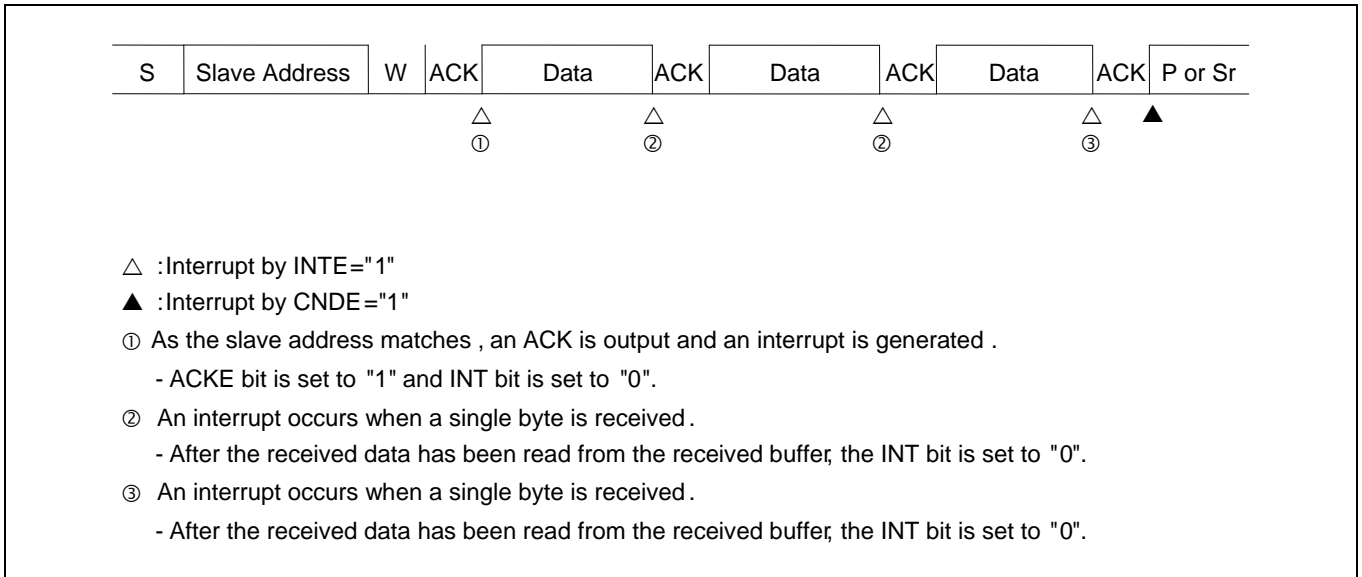 S Slave Address W ACK Data ACK Data ACK Data ACK P or Sr
△ △ △ △ ▲
① ② ② ③
△ :Interrupt by INTE="1"
▲ :Interrupt by CNDE="1"
① As the slave address matches , an ACK is output and an interrupt is generated .
- ACKE bit is set to "1" and INT bit is set to "0".
② An interrupt occurs when a single byte is received .
- After the received data has been read from the received buffer, the INT bit is set to "0".
③ An interrupt occurs when a single byte is received .
- After the received data has been read from the received buffer, the INT bit is set to "0".